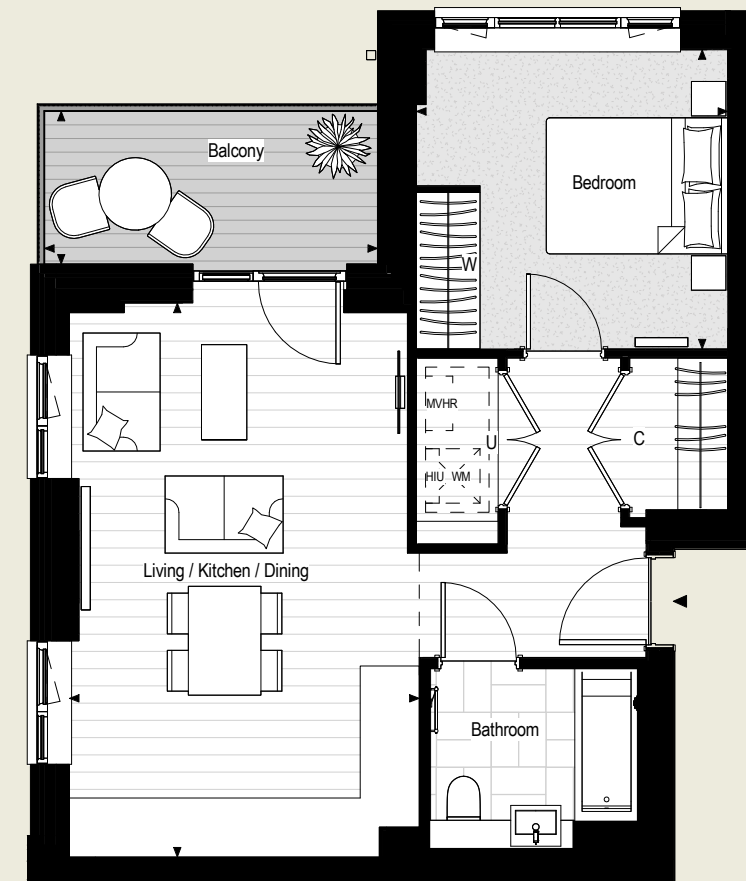 Balcony
Bedroom
W
MVHR
U
C
HIU WM
Living / Kitchen / Dining
Bathroom